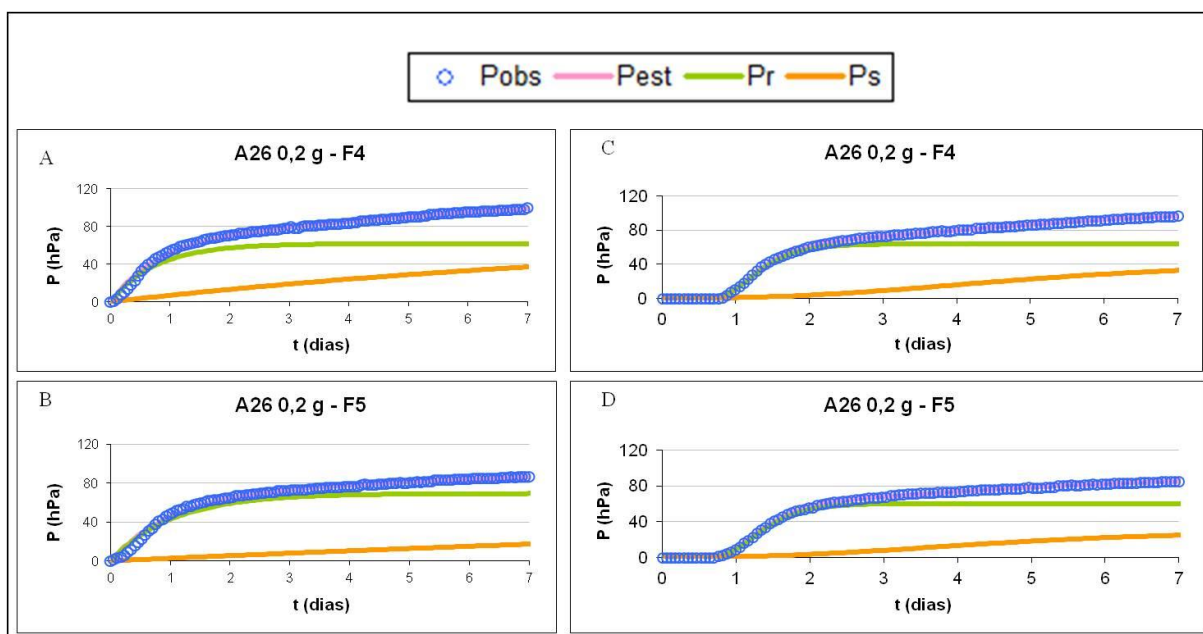 Pobs Pest Pr Ps
A
A26 0,2 g - F4
P (hPa)
120
80
40
0
0 1 2 3 4 5 6 7
t (dias)
C
A26 0,2 g - F4
P (hPa)
120
80
40
0
0 1 2 3 4 5 6 7
t (dias)
B
A26 0,2 g - F5
P (hPa)
120
80
40
0
0 1 2 3 4 5 6 7
t (dias)
D
A26 0,2 g - F5
P (hPa)
120
80
40
0
0 1 2 3 4 5 6 7
t (dias)